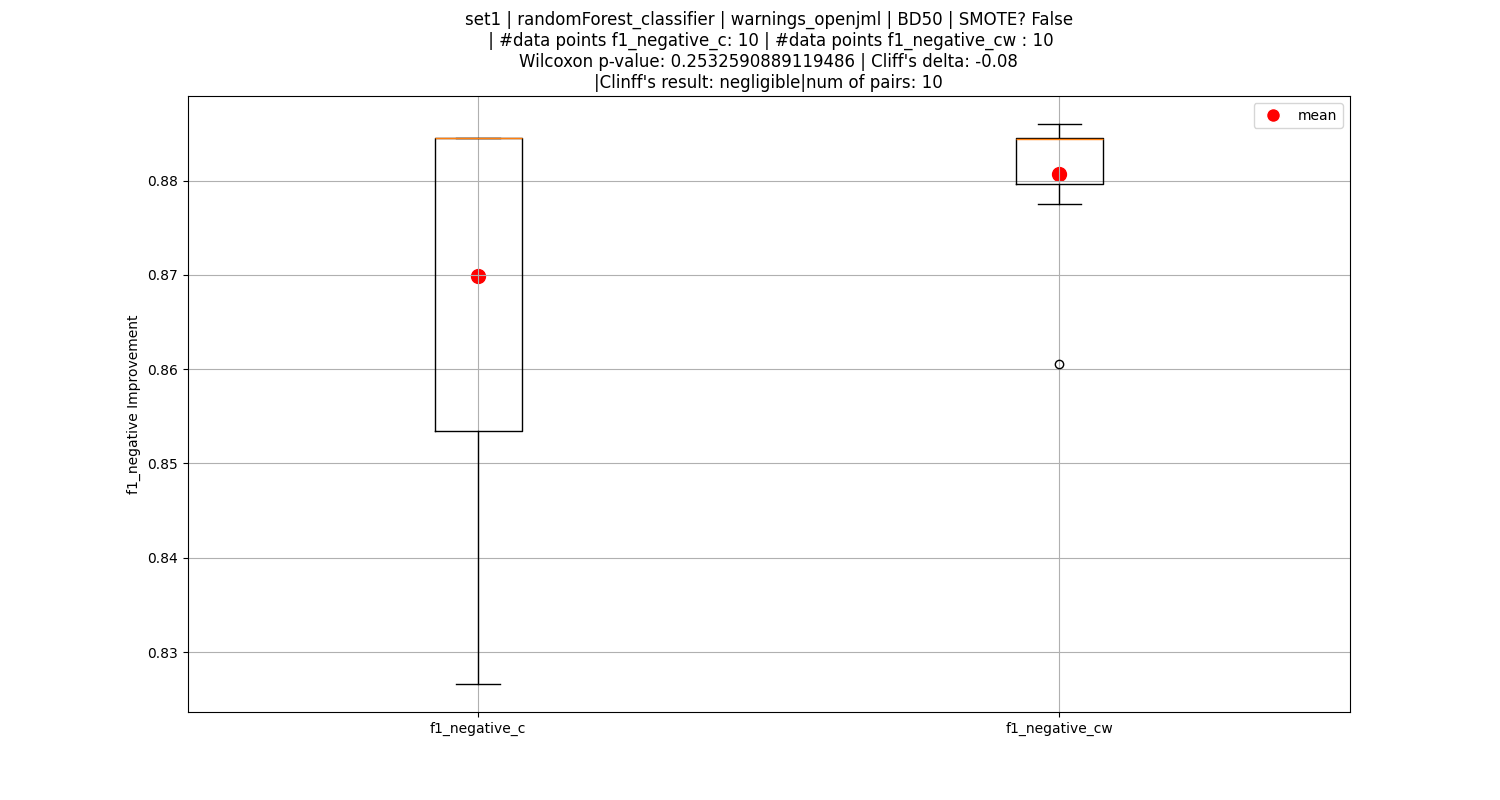 set1 | randomForest_classifier | warnings_openjml | BD50 | SMOTE? False
| #data points f1_negative_c: 10 | #data points f1_negative_cw : 10
Wilcoxon p-value: 0.2532590889119486 | Cliff's delta: -0.08
|Clinff's result: negligible|num of pairs: 10
mean
f1_negative Improvement
0.88
0.87
0.86
0.85
0.84
0.83
f1_negative_c
f1_negative_cw